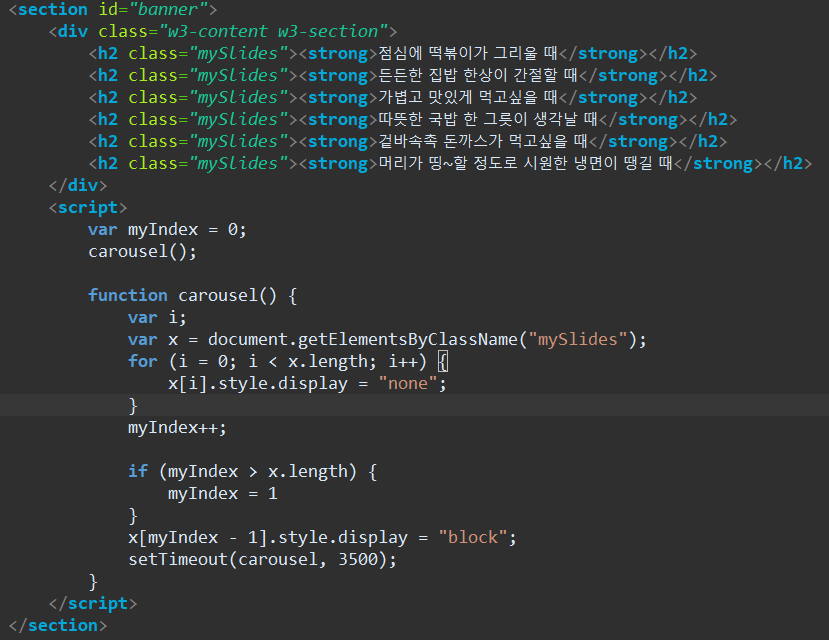 <section id="banner">
<div class="w3-content w3-section">
<h2 class="mySlides"><strong>점심에 떡볶이가 그리울 때</strong></h2>
<h2 class="mySlides"><strong>든든한 집밥 한상이 간절할 때</strong></h2>
<h2 class="mySlides"><strong>가볍고 맛있게 먹고싶을 때</strong></h2>
<h2 class="mySlides"><strong>따뜻한 국밥 한 그릇이 생각날 때</strong></h2>
<h2 class="mySlides"><strong>겉바속촉 돈까스가 먹고싶을 때</strong></h2>
<h2 class="mySlides"><strong>머리가 띵~할 정도로 시원한 냉면이 땡길 때</strong></h2>
</div>
<script>
var myIndex = 0;
carousel();
function carousel() {
var i;
var x = document.getElementsByClassName("mySlides");
for (i = 0; i < x.length; i++) {
x[i].style.display = "none";
}
myIndex++;
if (myIndex > x.length) {
myIndex = 1
}
x[myIndex - 1].style.display = "block";
setTimeout(carousel, 3500);
}
</script>
</section>